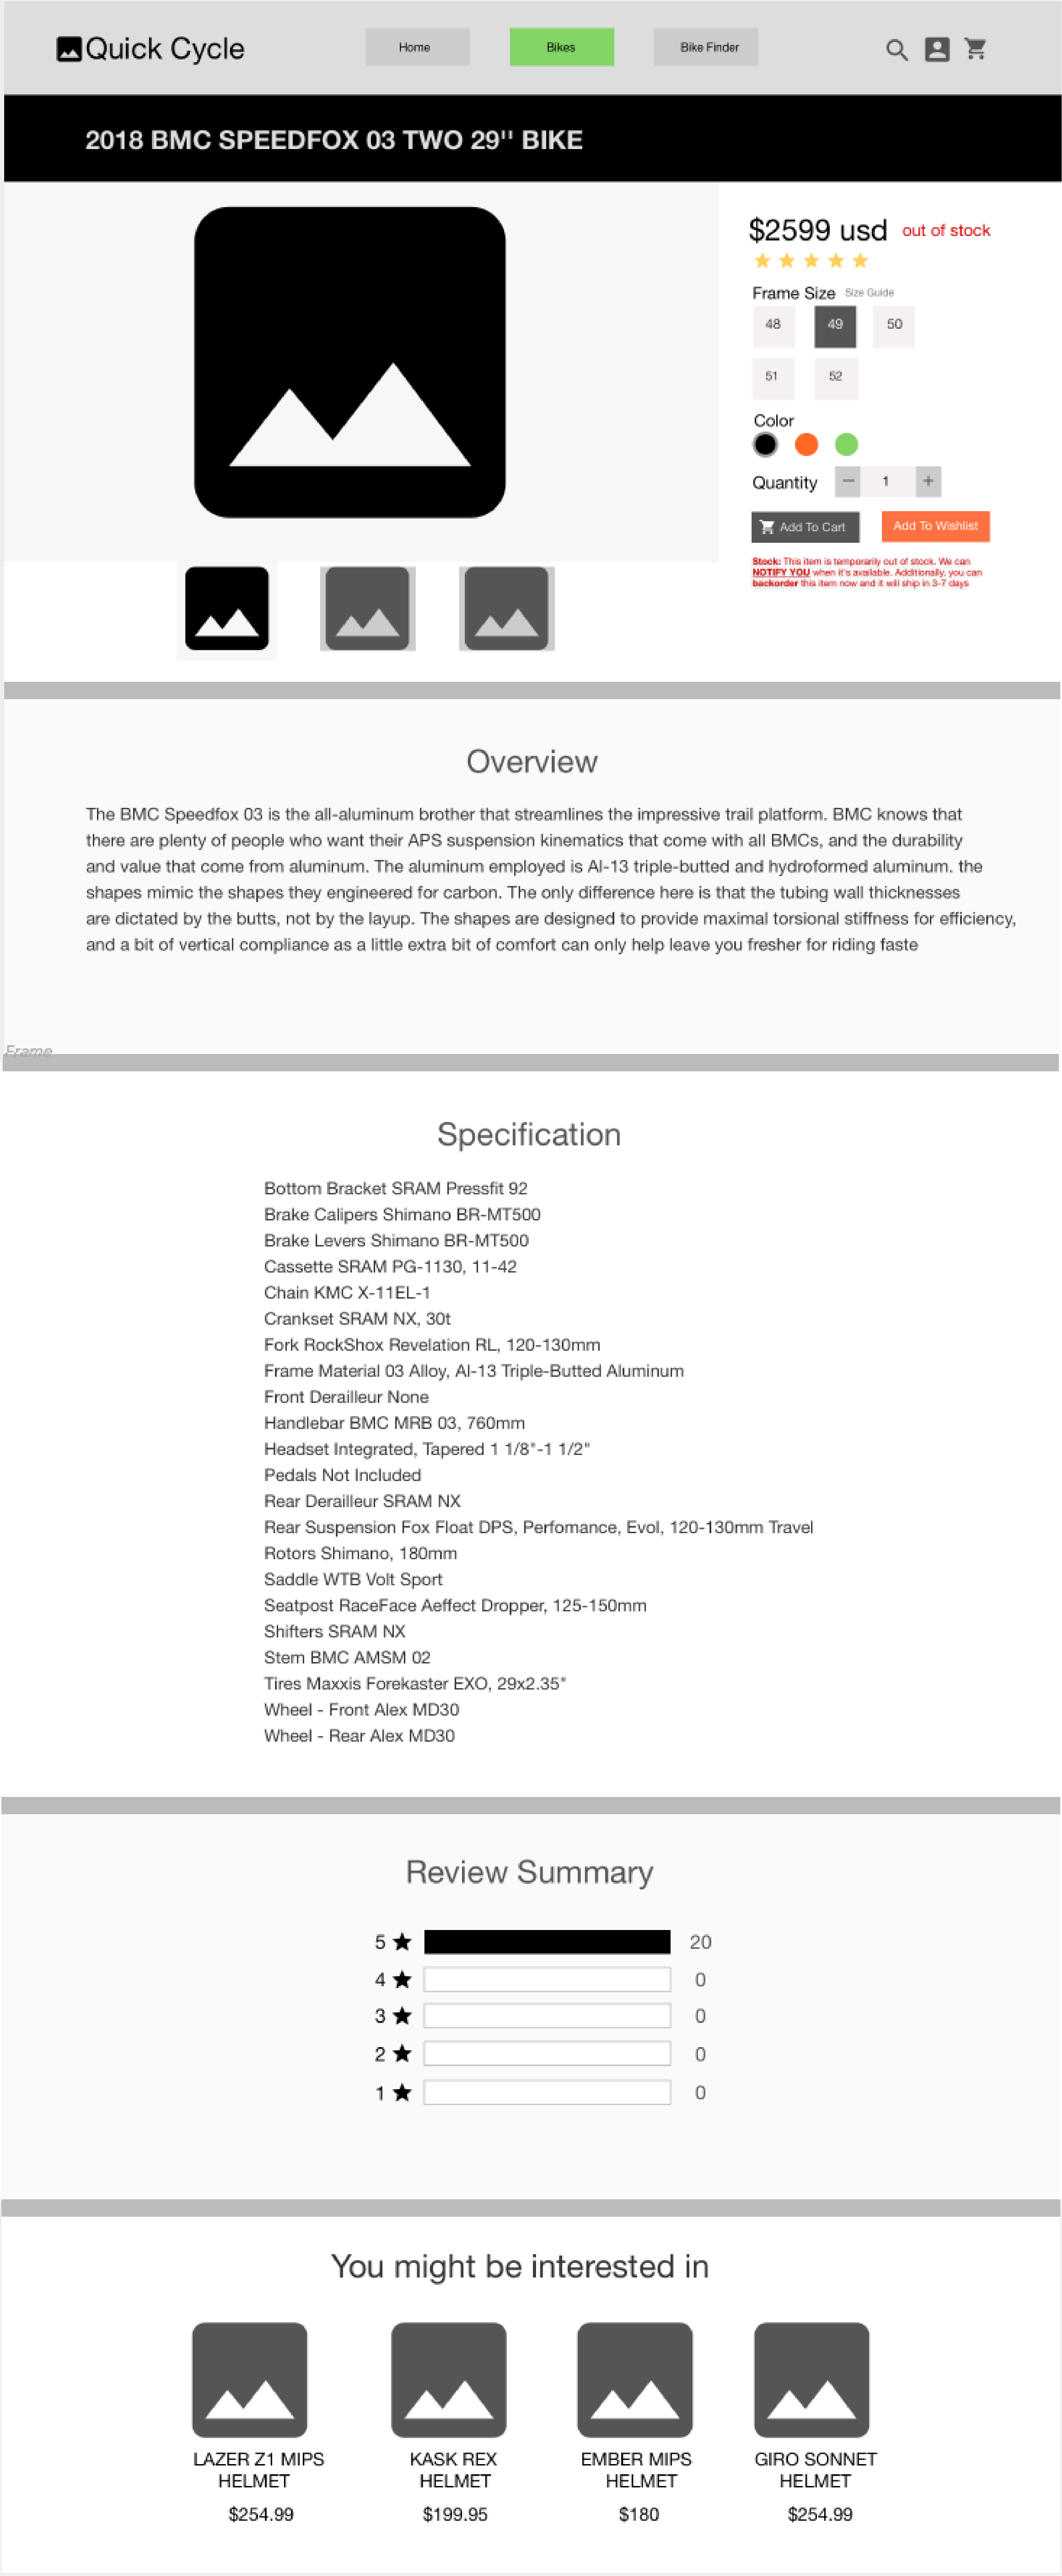 Quick Cycle
Home
Bikes
Bike Finder
2018 BMC SPEEDFOX 03 TWO 29'' BIKE
$2599 usd out of stock
Frame Size Size Guide
48 49 50
51 52
Color
Quantity − 1 +
Add To Cart
Add To Wishlist
Stock: This item is temporarily out of stock. We can
NOTIFY YOU when it's available. Additionally, you can
backorder this item now and it will ship in 3-7 days
Overview
The BMC Speedfox 03 is the all-aluminum brother that streamlines the impressive trail platform. BMC knows that
there are plenty of people who want their APS suspension kinematics that come with all BMCs, and the durability
and value that come from aluminum. The aluminum employed is Al-13 triple-butted and hydroformed aluminum. the
shapes mimic the shapes they engineered for carbon. The only difference here is that the tubing wall thicknesses
are dictated by the butts, not by the layup. The shapes are designed to provide maximal torsional stiffness for efficiency,
and a bit of vertical compliance as a little extra bit of comfort can only help leave you fresher for riding faste
Frame
Specification
Bottom Bracket SRAM Pressfit 92
Brake Calipers Shimano BR-MT500
Brake Levers Shimano BR-MT500
Cassette SRAM PG-1130, 11-42
Chain KMC X-11EL-1
Crankset SRAM NX, 30t
Fork RockShox Revelation RL, 120-130mm
Frame Material 03 Alloy, Al-13 Triple-Butted Aluminum
Front Derailleur None
Handlebar BMC MRB 03, 760mm
Headset Integrated, Tapered 1 1/8"-1 1/2"
Pedals Not Included
Rear Derailleur SRAM NX
Rear Suspension Fox Float DPS, Perfomance, Evol, 120-130mm Travel
Rotors Shimano, 180mm
Saddle WTB Volt Sport
Seatpost RaceFace Aeffect Dropper, 125-150mm
Shifters SRAM NX
Stem BMC AMSM 02
Tires Maxxis Forekaster EXO, 29x2.35"
Wheel - Front Alex MD30
Wheel - Rear Alex MD30
Review Summary
5 ★ 20
4 ★ 0
3 ★ 0
2 ★ 0
1 ★ 0
You might be interested in
LAZER Z1 MIPS
HELMET
$254.99
KASK REX
HELMET
$199.95
EMBER MIPS
HELMET
$180
GIRO SONNET
HELMET
$254.99